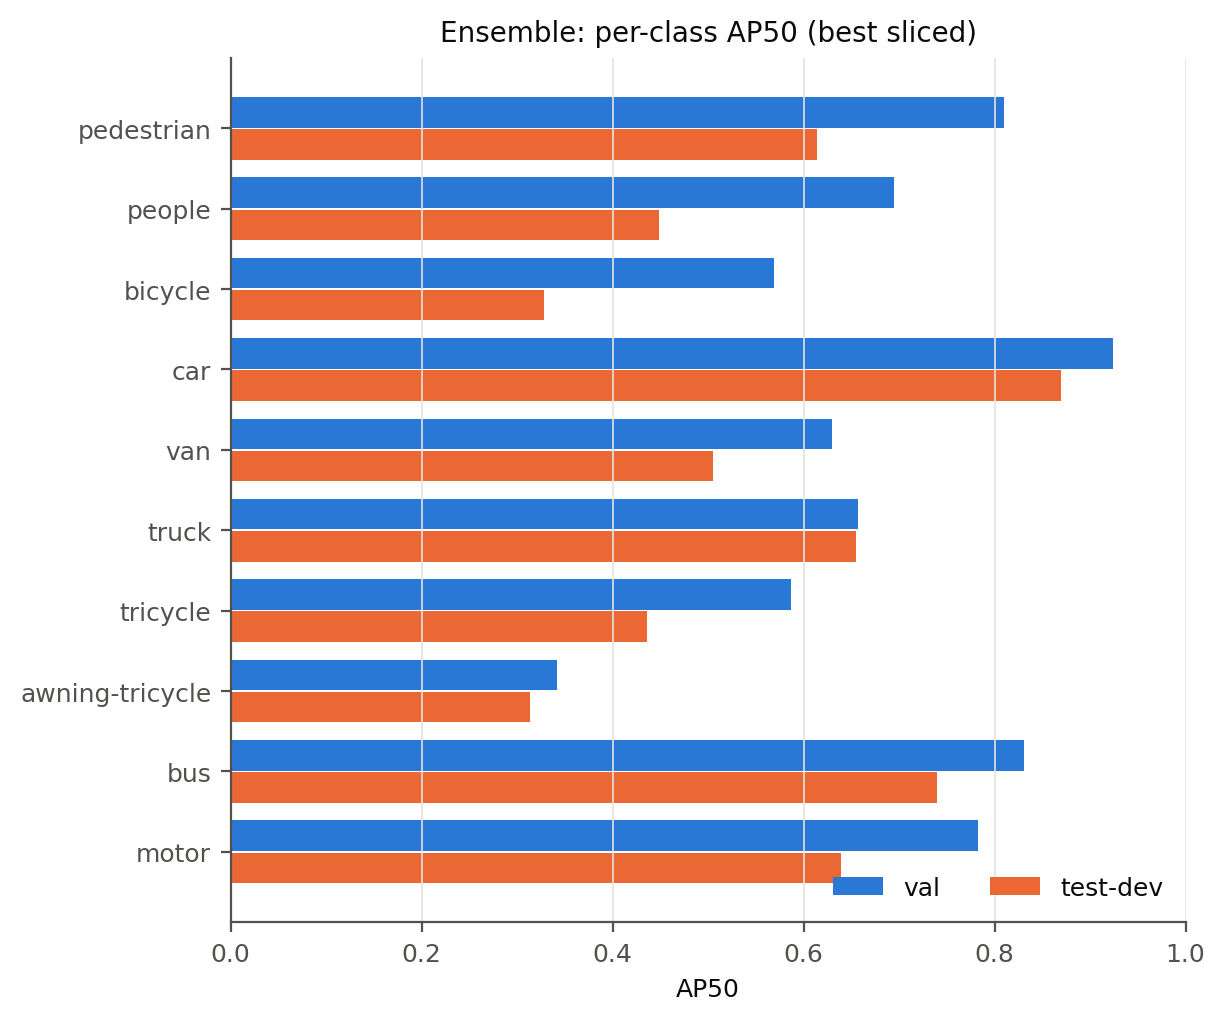 Ensemble: per-class AP50 (best sliced)
pedestrian
people
bicycle
car
van
truck
tricycle
awning-tricycle
bus
motor
val test-dev
0.0 0.2 0.4 0.6 0.8 1.0
AP50